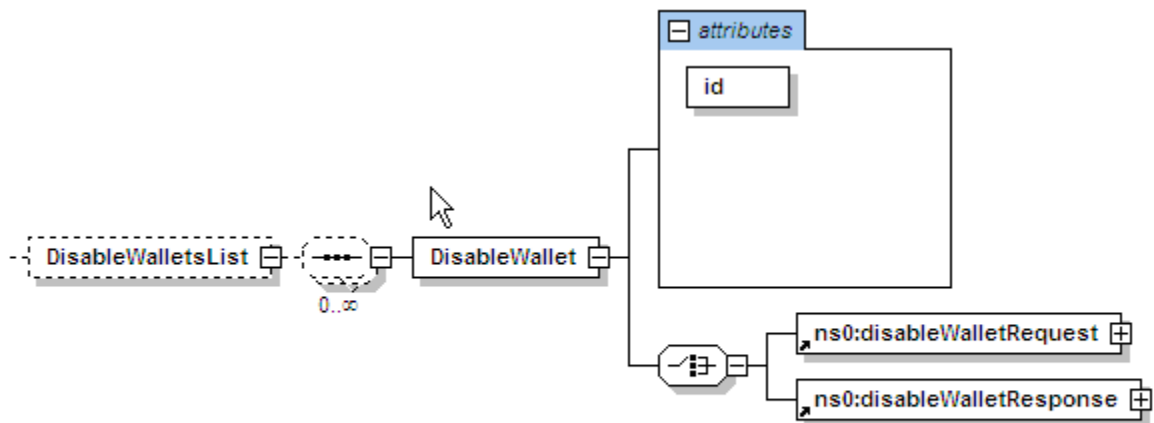 attributes
id
DisableWalletsList
DisableWallet
0..∞
ns0:disableWalletRequest
ns0:disableWalletResponse